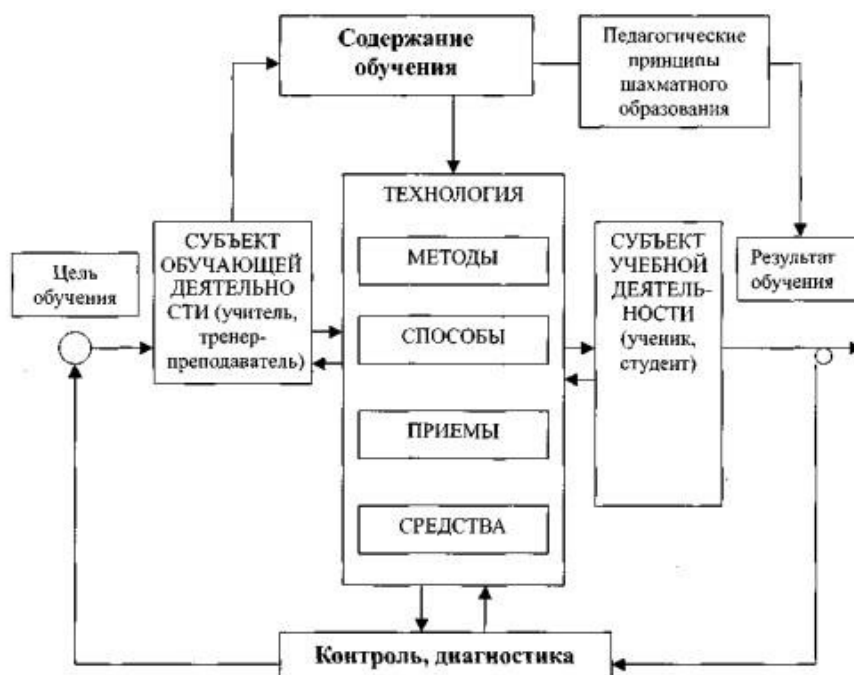 Содержание
обучения
Педагогические
принципы
шахматного
образования
ТЕХНОЛОГИЯ
МЕТОДЫ
СПОСОБЫ
ПРИЕМЫ
СРЕДСТВА
Цель
обучения
СУБЪЕКТ
ОБУЧАЮЩЕЙ
ДЕЯТЕЛЬНО
СТИ (учитель,
тренер-
преподаватель)
СУБЪЕКТ
УЧЕБНОЙ
ДЕЯТЕЛЬ-
НОСТИ
(ученик,
студент)
Результат
обучения
Контроль, диагностика